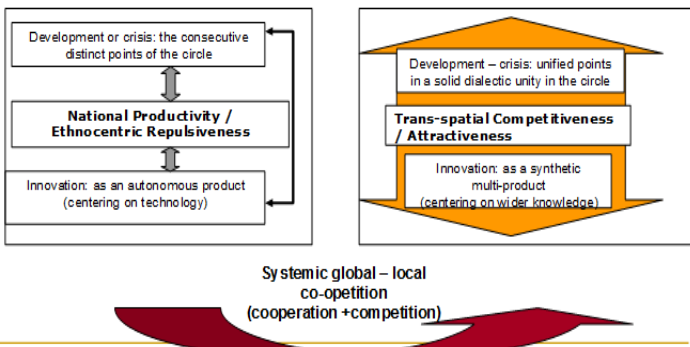 Development or crisis: the consecutive
distinct points of the circle
National Productivity /
Ethnocentric Repulsiveness
Innovation: as an autonomous product
(centering on technology)
Development – crisis: unified points
in a solid dialectic unity in the circle
Trans-spatial Competitiveness
/ Attractiveness
Innovation: as a synthetic
multi-product
(centering on wider knowledge)
Systemic global – local
co-opetition
(cooperation +competition)